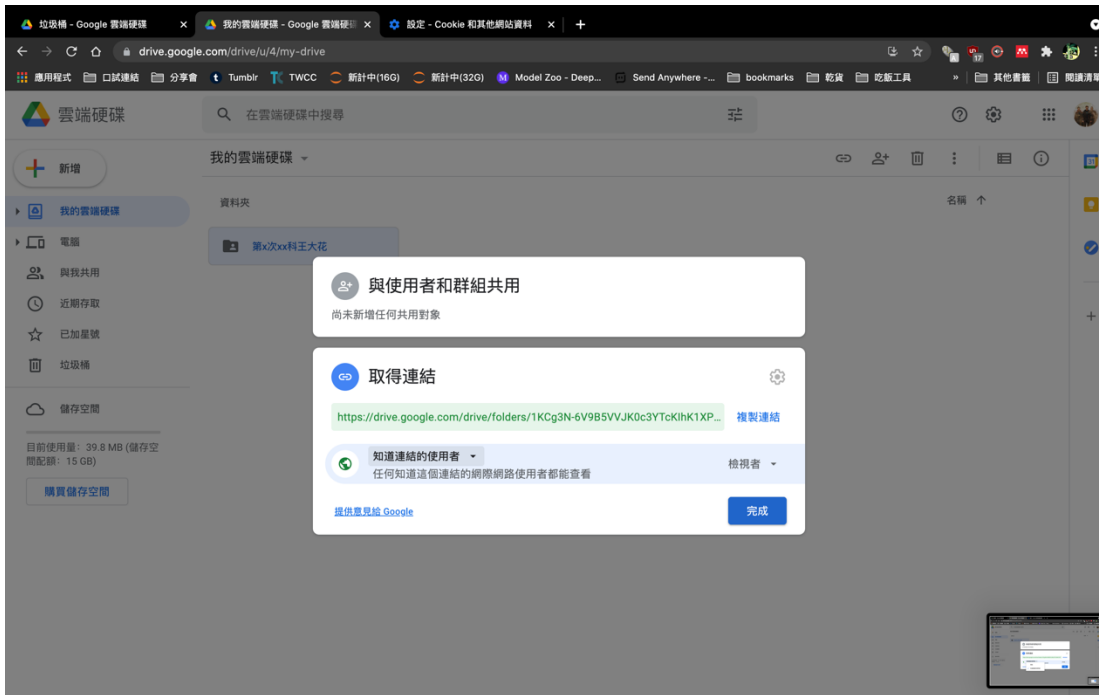 垃圾桶 - Google 雲端硬碟
我的雲端硬碟 - Google 雲端硬碟
設定 - Cookie 和其他網站資料
drive.google.com/drive/u/4/my-drive
應用程式 口試連結 分享會 Tumblr TWCC 新計中(16G) 新計中(32G) Model Zoo - Deep... Send Anywhere -... bookmarks 乾貨 吃飯工具 » 其他書籤 閱讀清單
雲端硬碟
在雲端硬碟中搜尋
新增
我的雲端硬碟
電腦
與我共用
近期存取
已加星號
垃圾桶
儲存空間
目前使用量：39.8 MB (儲存空
間配額：15 GB)
購買儲存空間
我的雲端硬碟
資料夾
名稱
第x次xx科王大花
與使用者和群組共用
尚未新增任何共用對象
取得連結
https://drive.google.com/drive/folders/1KCg3N-6V9B5VVJK0c3YTcKIhK1XP...
複製連結
知道連結的使用者
任何知道這個連結的網際網路使用者都能查看
檢視者
提供意見給 Google
完成